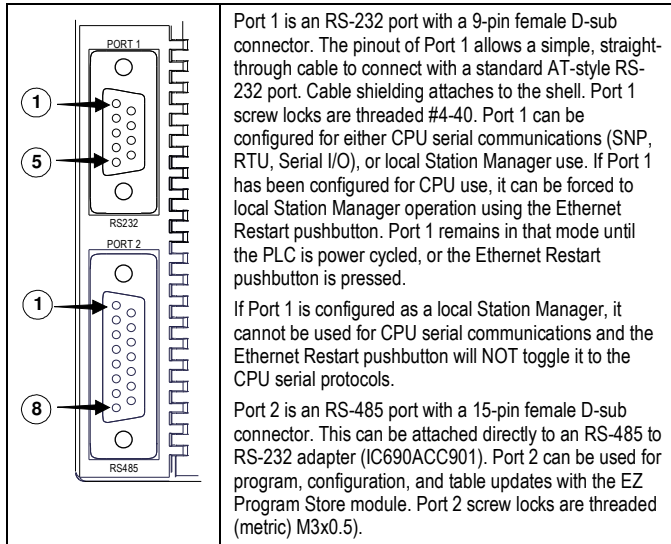 PORT 1
1
5
RS232
PORT 2
1
8
RS485
Port 1 is an RS-232 port with a 9-pin female D-sub
connector. The pinout of Port 1 allows a simple, straight-
through cable to connect with a standard AT-style RS-
232 port. Cable shielding attaches to the shell. Port 1
screw locks are threaded #4-40. Port 1 can be
configured for either CPU serial communications (SNP,
RTU, Serial I/O), or local Station Manager use. If Port 1
has been configured for CPU use, it can be forced to
local Station Manager operation using the Ethernet
Restart pushbutton. Port 1 remains in that mode until
the PLC is power cycled, or the Ethernet Restart
pushbutton is pressed.
If Port 1 is configured as a local Station Manager, it
cannot be used for CPU serial communications and the
Ethernet Restart pushbutton will NOT toggle it to the
CPU serial protocols.
Port 2 is an RS-485 port with a 15-pin female D-sub
connector. This can be attached directly to an RS-485 to
RS-232 adapter (IC690ACC901). Port 2 can be used for
program, configuration, and table updates with the EZ
Program Store module. Port 2 screw locks are threaded
(metric) M3x0.5).